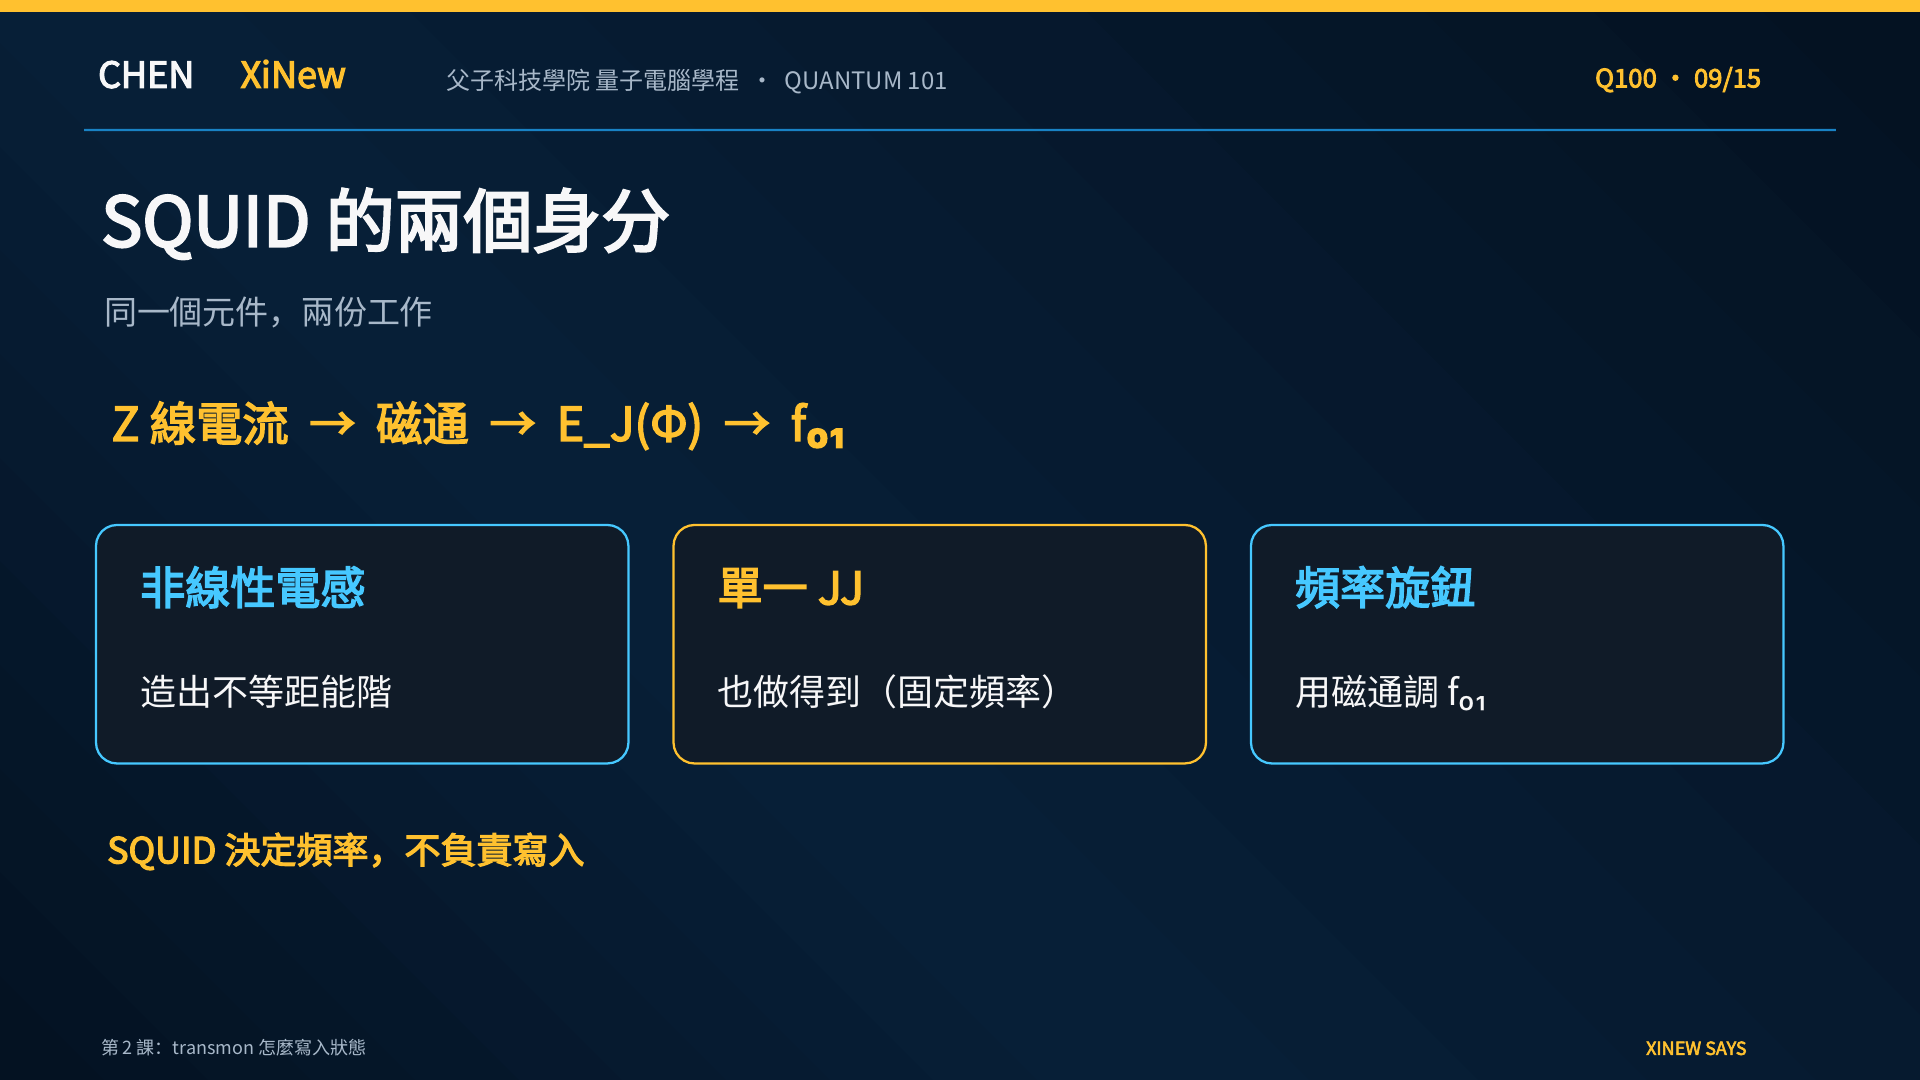 CHEN XiNew 父子科技學院 量子電腦學程 · QUANTUM 101 Q100 · 09/15
SQUID 的兩個身分
同一個元件，兩份工作
Z 線電流 → 磁通 → E_J(Φ) → f₀₁
非線性電感
造出不等距能階
單一 JJ
也做得到（固定頻率）
頻率旋鈕
用磁通調 f₀₁
SQUID 決定頻率，不負責寫入
第 2 課：transmon 怎麼寫入狀態
XINEW SAYS